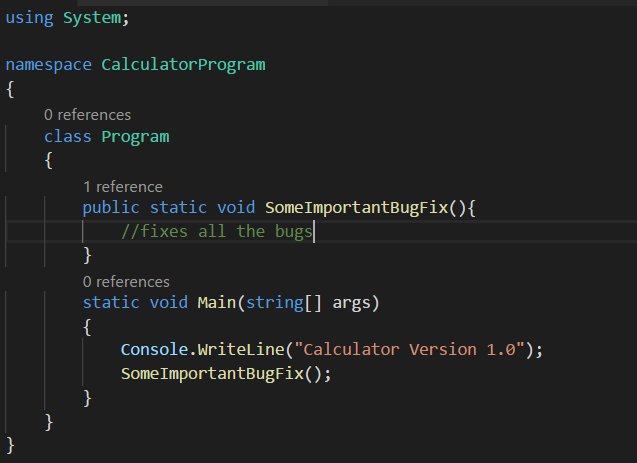 using System;
namespace CalculatorProgram
{
0 references
class Program
{
1 reference
public static void SomeImportantBugFix(){
//fixes all the bugs
}
0 references
static void Main(string[] args)
{
Console.WriteLine("Calculator Version 1.0");
SomeImportantBugFix();
}
}
}